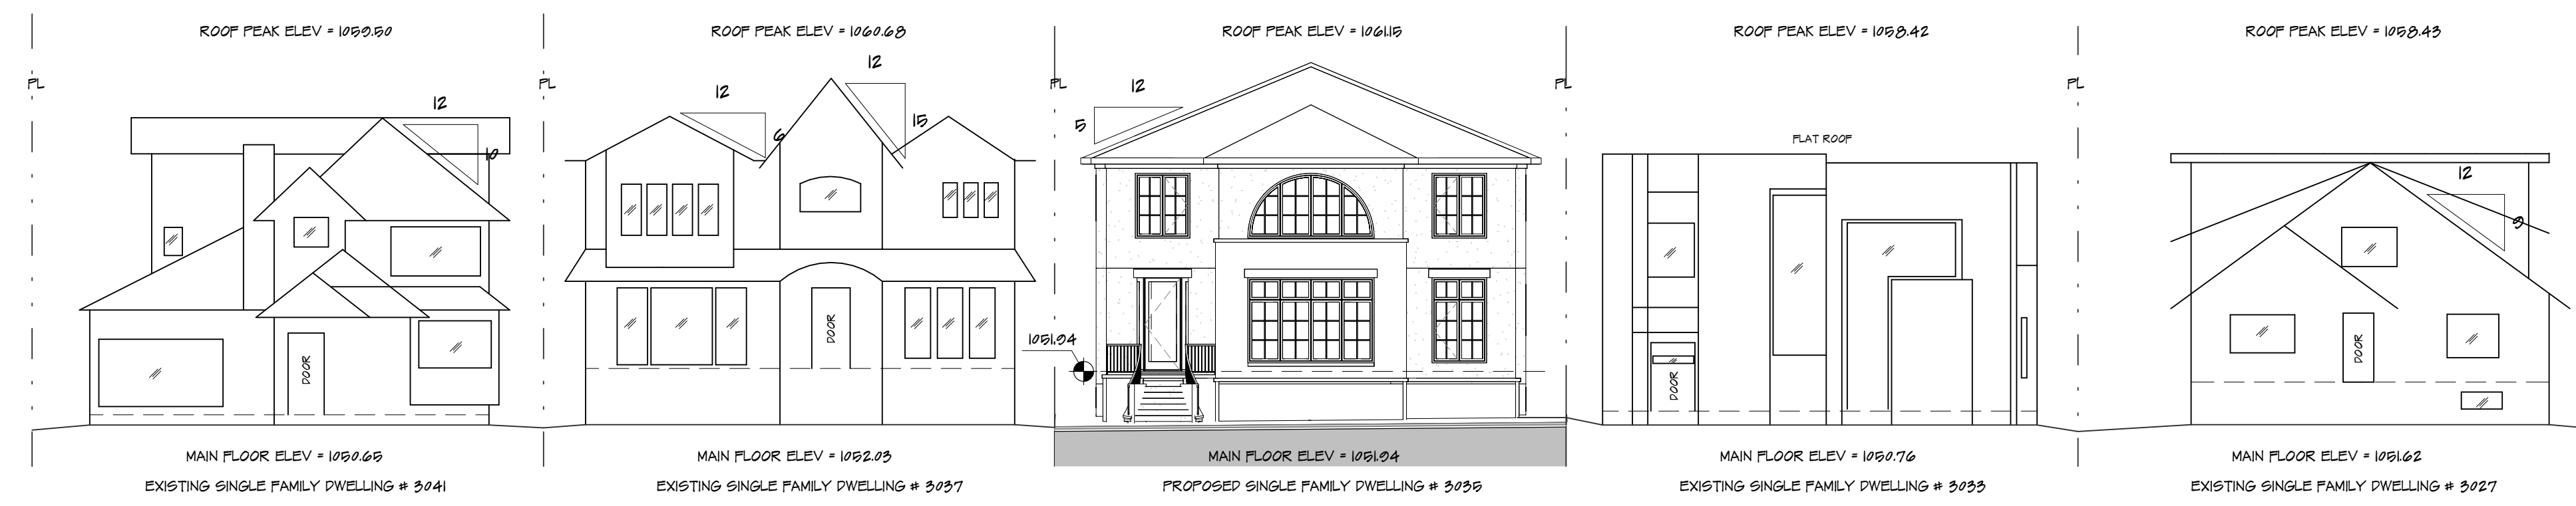 ROOF PEAK ELEV = 1059.50
ROOF PEAK ELEV = 1060.68
ROOF PEAK ELEV = 1061.15
ROOF PEAK ELEV = 1058.42
ROOF PEAK ELEV = 1058.43
PL
PL
PL
PL
PL
12
10
12
6
12
15
12
5
FLAT ROOF
12
9
DOOR
DOOR
1051.94
DOOR
DOOR
MAIN FLOOR ELEV = 1050.65
MAIN FLOOR ELEV = 1052.03
MAIN FLOOR ELEV = 1051.94
MAIN FLOOR ELEV = 1050.76
MAIN FLOOR ELEV = 1051.62
EXISTING SINGLE FAMILY DWELLING # 3041
EXISTING SINGLE FAMILY DWELLING # 3037
PROPOSED SINGLE FAMILY DWELLING # 3035
EXISTING SINGLE FAMILY DWELLING # 3033
EXISTING SINGLE FAMILY DWELLING # 3027